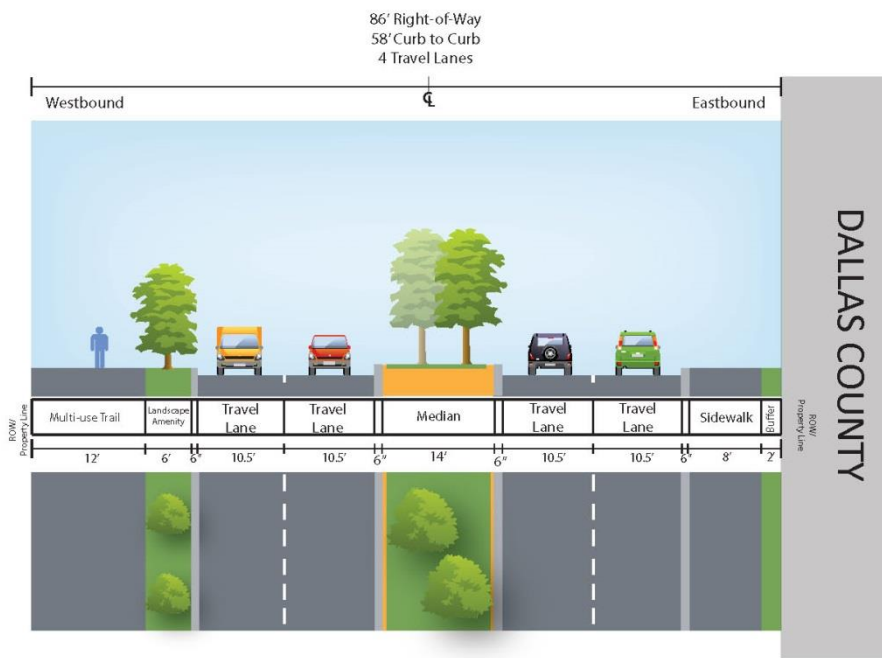 86’ Right-of-Way
58’ Curb to Curb
4 Travel Lanes
Westbound
℄
Eastbound
DALLAS COUNTY
ROW/
Property Line
Multi-use Trail
Landscape
Amenity
Travel
Lane
Travel
Lane
Median
Travel
Lane
Travel
Lane
Sidewalk
Buffer
ROW/
Property Line
12’ 6’ 6” 10.5’ 10.5’ 6” 14’ 6” 10.5’ 10.5’ 6” 8’ 2’